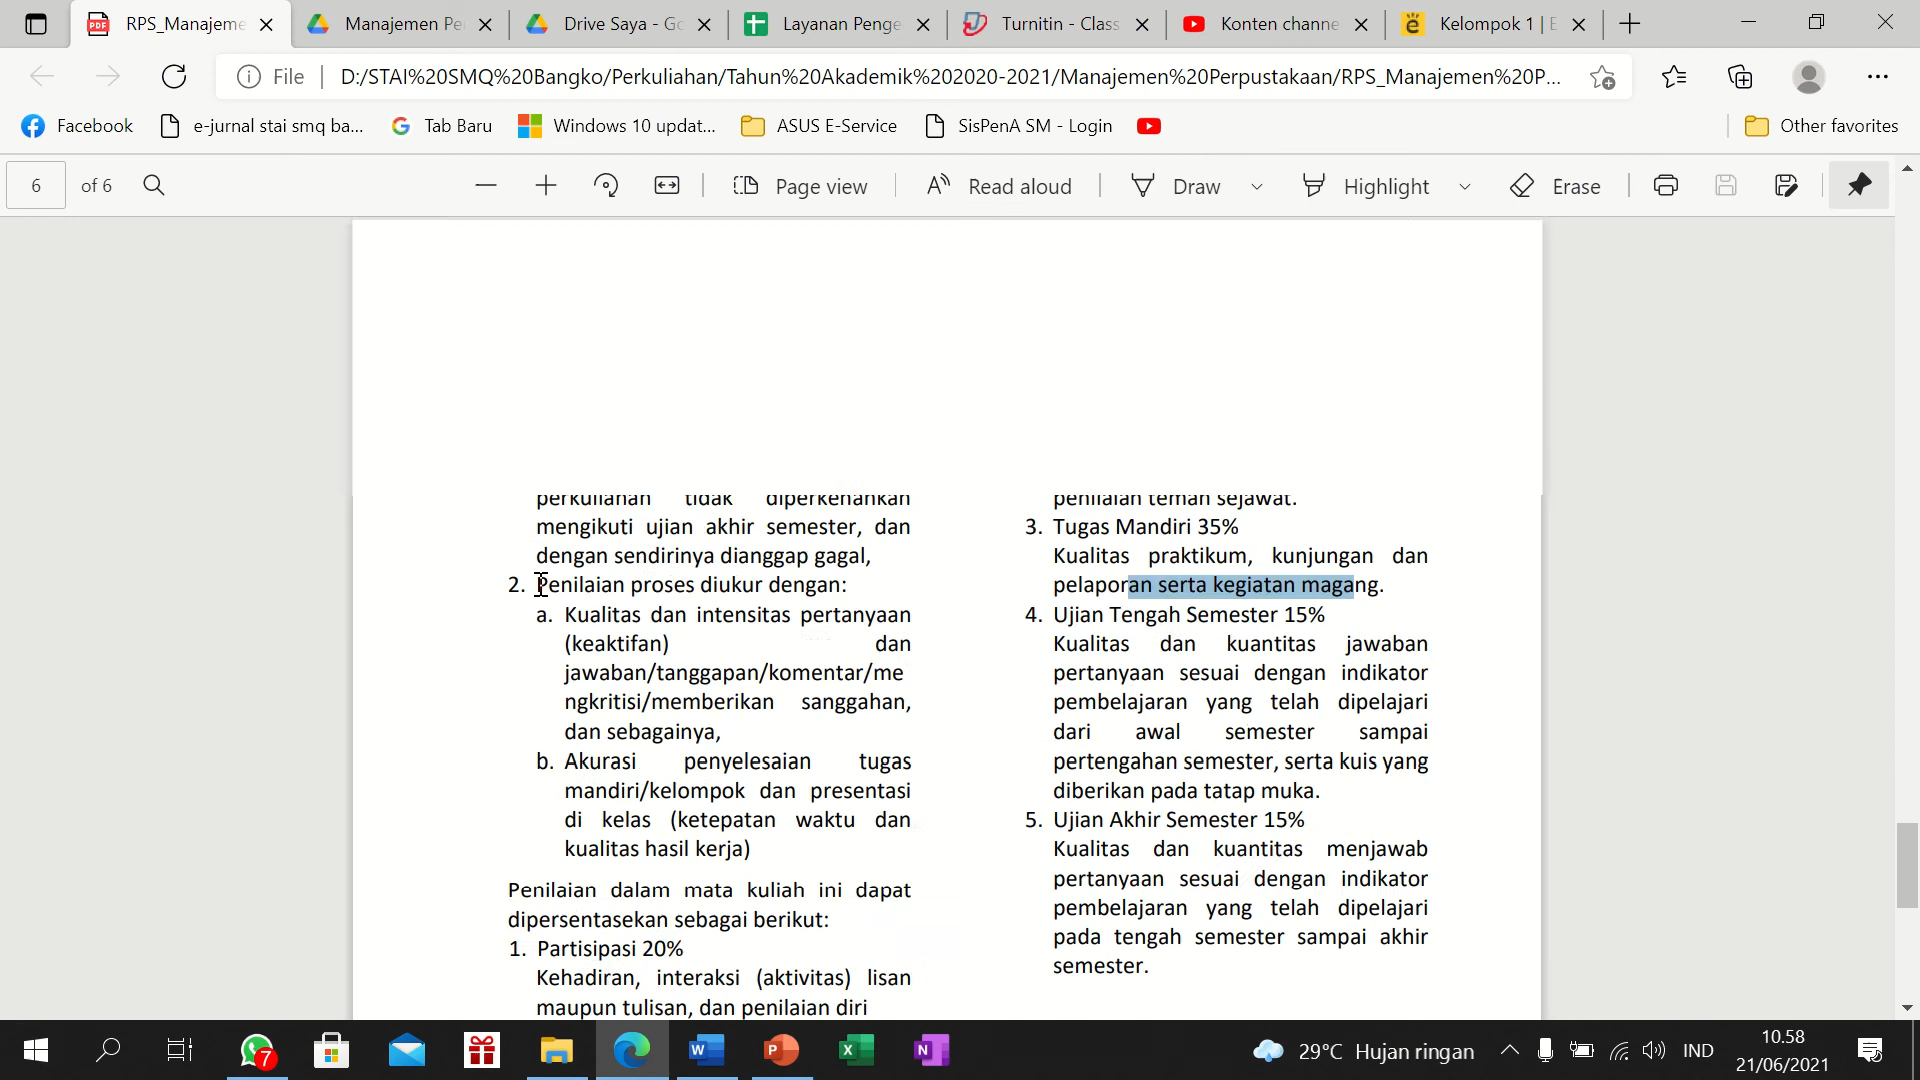 RPS_Manajeme
Manajemen Pe
Drive Saya - Go
Layanan Penge
Turnitin - Class
Konten channe
Kelompok 1 | E
File
D:/STAI%20SMQ%20Bangko/Perkuliahan/Tahun%20Akademik%202020-2021/Manajemen%20Perpustakaan/RPS_Manajemen%20P...
Facebook
e-jurnal stai smq ba...
Tab Baru
Windows 10 updat...
ASUS E-Service
SisPenA SM - Login
Other favorites
6 of 6
Page view
Read aloud
Draw
Highlight
Erase
perkuliahan tidak diperkenankan
mengikuti ujian akhir semester, dan
dengan sendirinya dianggap gagal,
2. Penilaian proses diukur dengan:
a. Kualitas dan intensitas pertanyaan
(keaktifan) dan
jawaban/tanggapan/komentar/me
ngkritisi/memberikan sanggahan,
dan sebagainya,
b. Akurasi penyelesaian tugas
mandiri/kelompok dan presentasi
di kelas (ketepatan waktu dan
kualitas hasil kerja)
Penilaian dalam mata kuliah ini dapat
dipersentasekan sebagai berikut:
1. Partisipasi 20%
Kehadiran, interaksi (aktivitas) lisan
maupun tulisan, dan penilaian diri
penilaian teman sejawat.
3. Tugas Mandiri 35%
Kualitas praktikum, kunjungan dan
pelaporan serta kegiatan magang.
4. Ujian Tengah Semester 15%
Kualitas dan kuantitas jawaban
pertanyaan sesuai dengan indikator
pembelajaran yang telah dipelajari
dari awal semester sampai
pertengahan semester, serta kuis yang
diberikan pada tatap muka.
5. Ujian Akhir Semester 15%
Kualitas dan kuantitas menjawab
pertanyaan sesuai dengan indikator
pembelajaran yang telah dipelajari
pada tengah semester sampai akhir
semester.
7
29°C Hujan ringan
IND
10.58
21/06/2021